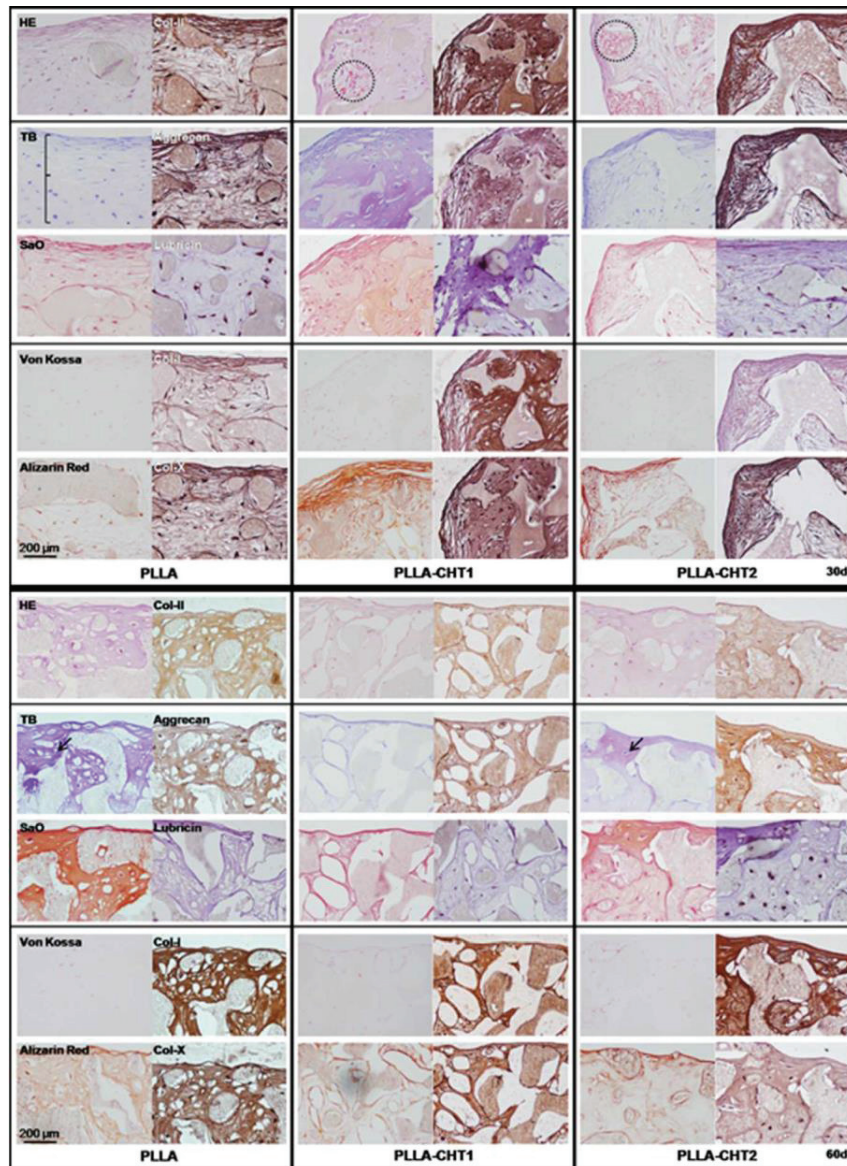 HE Col-II
TB Aggrecan
SaO Lubricin
Von Kossa Col-I
Alizarin Red Col-X
200 µm
PLLA PLLA-CHT1 PLLA-CHT2 30d
HE Col-II
TB Aggrecan
SaO Lubricin
Von Kossa Col-I
Alizarin Red Col-X
200 µm
PLLA PLLA-CHT1 PLLA-CHT2 60d